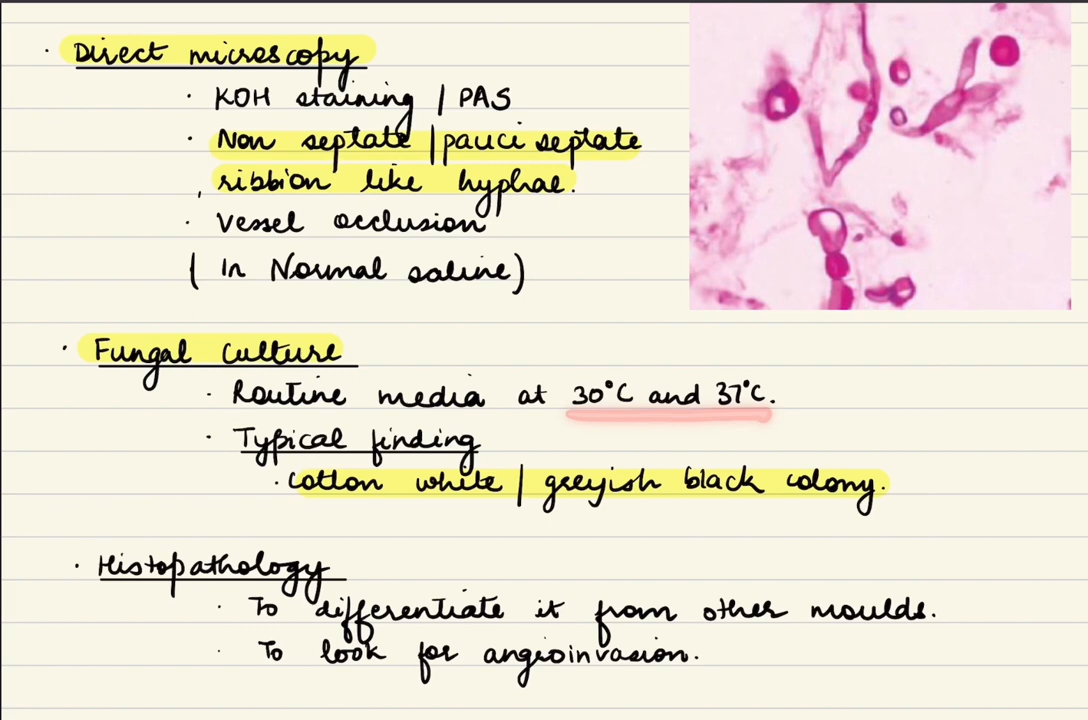 · Direct microscopy
· KOH staining | PAS
· Non septate | pauci septate
ribbion like hyphae.
· Vessel occlusion
( In Normal saline )
· Fungal culture
· Routine media at 30°C and 37°C.
· Typical finding
· cotton white | greyish black colony.
· Histopathology
· To differentiate it from other moulds.
· To look for angioinvasion.